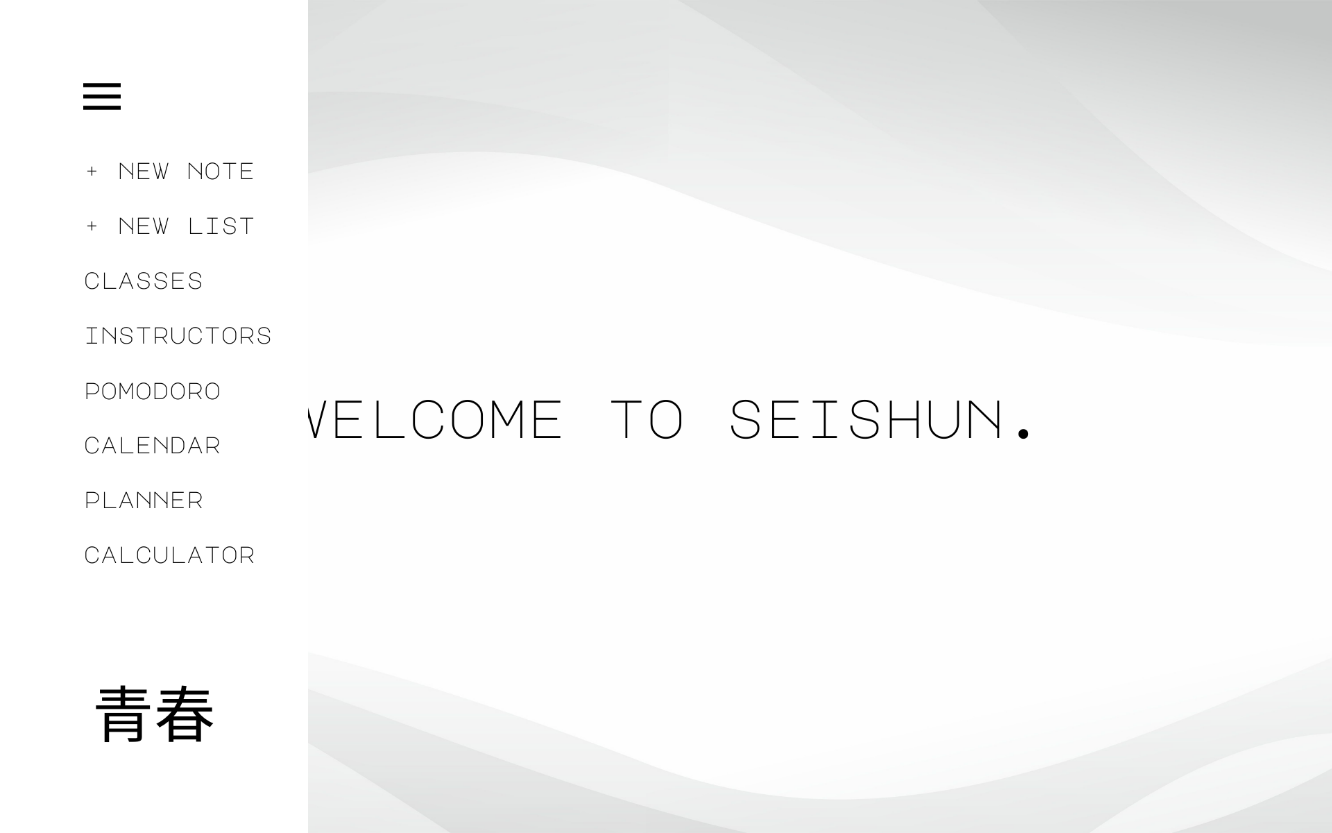 + NEW NOTE
+ NEW LIST
CLASSES
INSTRUCTORS
POMODORO
CALENDAR
PLANNER
CALCULATOR
青春
WELCOME TO SEISHUN.